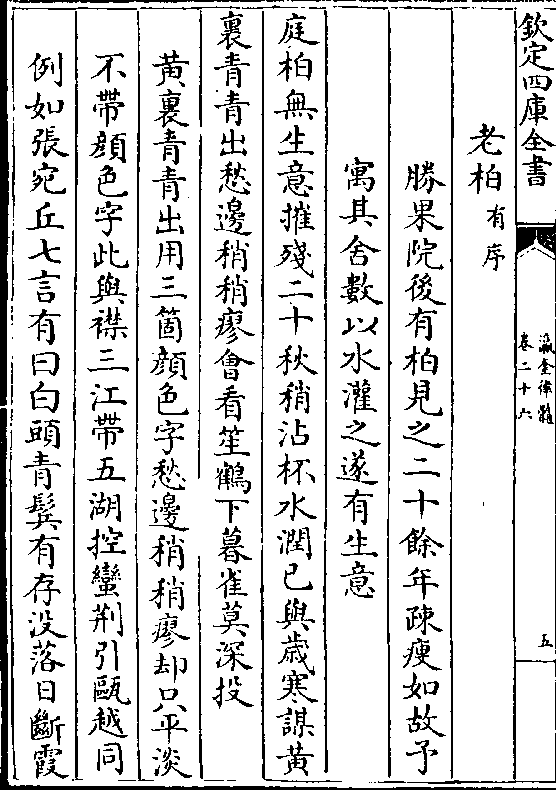 欽定四庫全書
瀛奎律髓
卷二十六
五
老柏有序
勝果院後有柏見之二十餘年疎瘦如故予
寓其舍數以水灌之遂有生意
庭柏無生意摧殘二十秋稍沾杯水潤已與歲寒謀黄
裏青青出愁邊稍稍瘳會看笙鶴下暮雀莫深投
黄裏青青出用三箇顔色字愁邊稍稍瘳却只平淡
不帶顔色字此與襟三江帶五湖控蠻荆引甌越同
例如張宛丘七言有曰白頭青鬢有存没落日斷霞